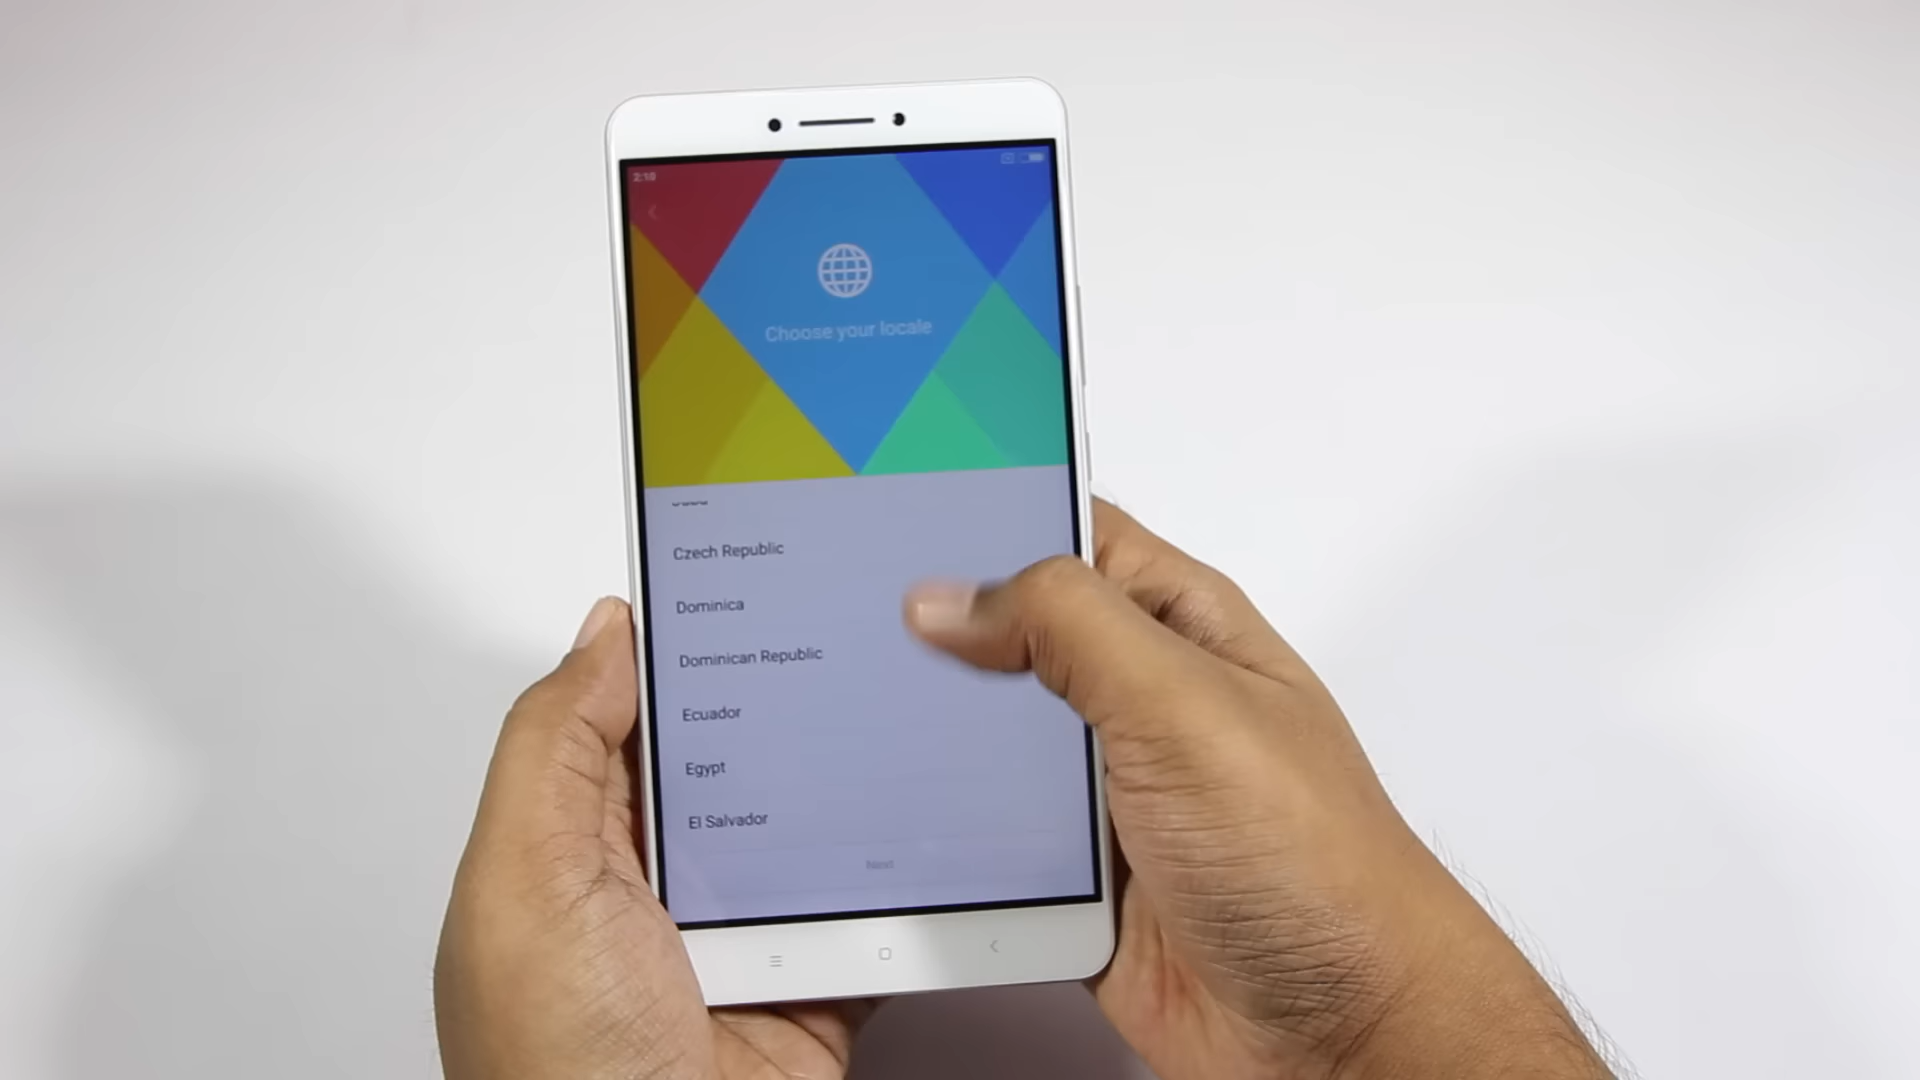 2:10
Choose your locale
Czech Republic
Dominica
Dominican Republic
Ecuador
Egypt
El Salvador
Next